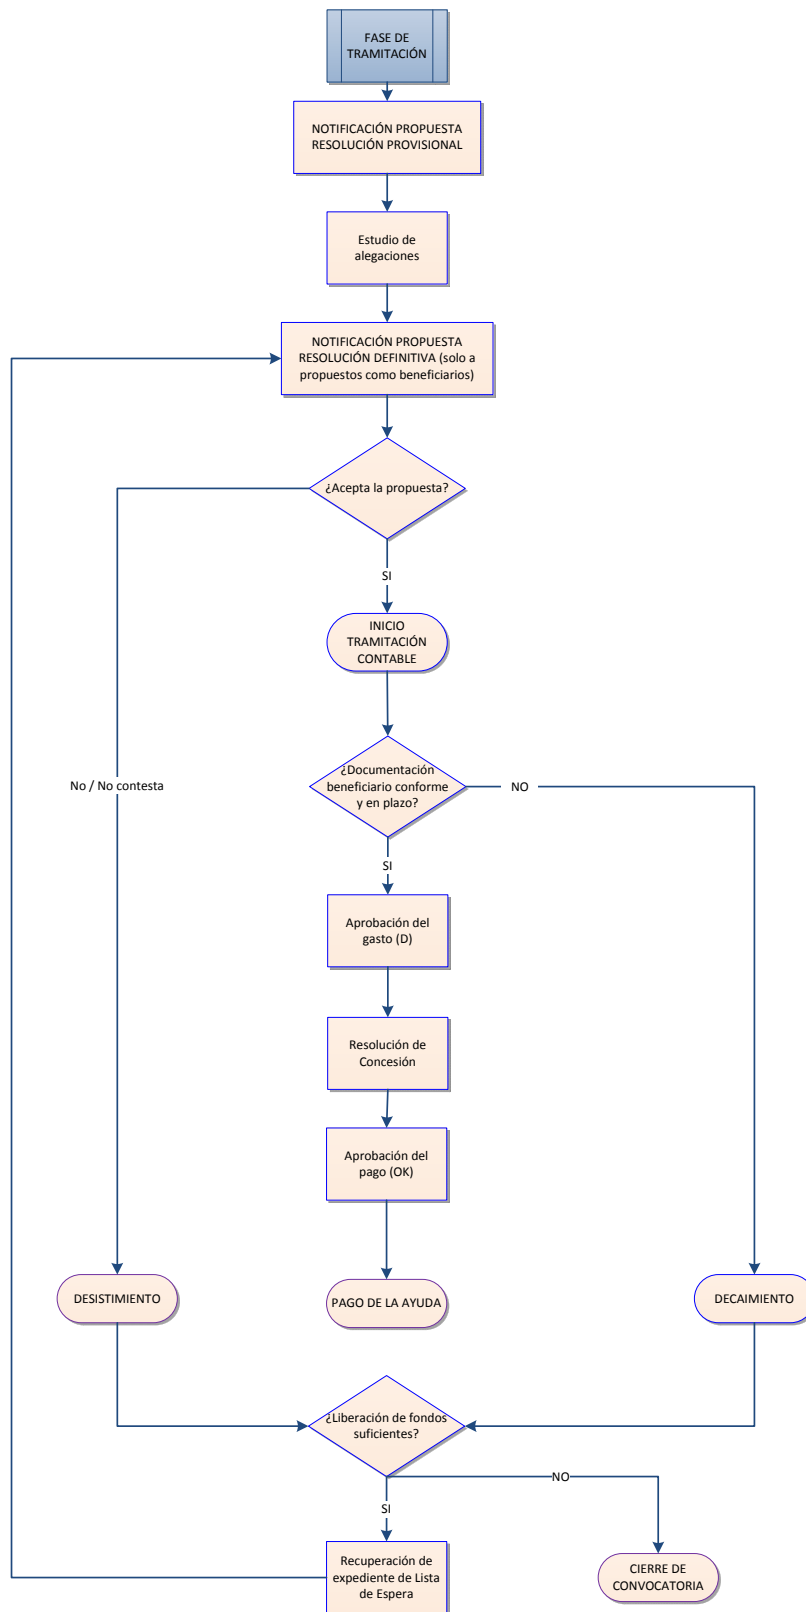 FASE DE
TRAMITACIÓN
NOTIFICACIÓN PROPUESTA
RESOLUCIÓN PROVISIONAL
Estudio de
alegaciones
NOTIFICACIÓN PROPUESTA
RESOLUCIÓN DEFINITIVA (solo a
propuestos como beneficiarios)
¿Acepta la propuesta?
SI
INICIO
TRAMITACIÓN
CONTABLE
No / No contesta
¿Documentación
beneficiario conforme
y en plazo?
NO
SI
Aprobación del
gasto (D)
Resolución de
Concesión
Aprobación del
pago (OK)
DESISTIMIENTO
PAGO DE LA AYUDA
DECAIMIENTO
¿Liberación de fondos
suficientes?
NO
SI
Recuperación de
expediente de Lista
de Espera
CIERRE DE
CONVOCATORIA